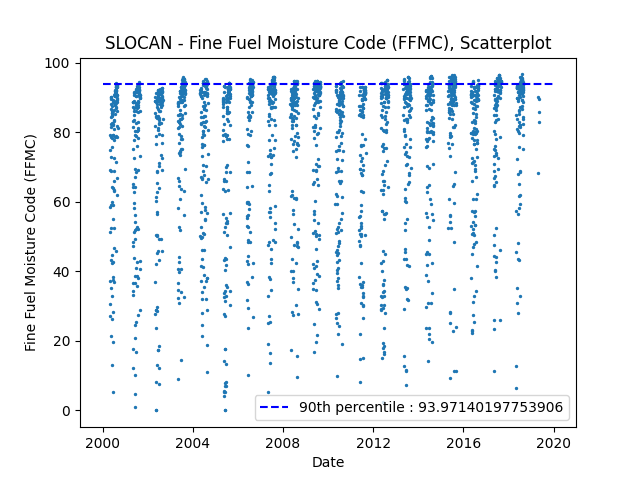 SLOCAN - Fine Fuel Moisture Code (FFMC), Scatterplot
100
80
60
40
20
0
Fine Fuel Moisture Code (FFMC)
90th percentile : 93.97140197753906
2000 2004 2008 2012 2016 2020
Date